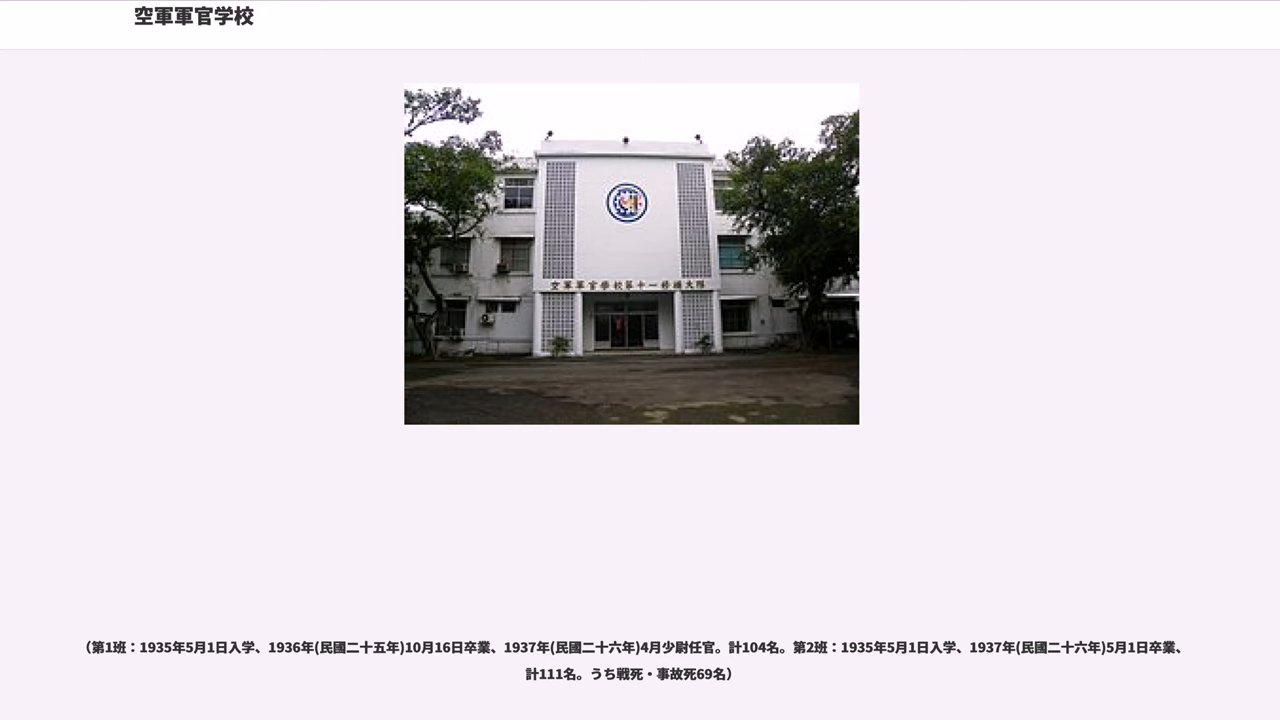 空軍軍官学校
空軍軍官學校第十一修護大隊
（第1班：1935年5月1日入学、1936年(民國二十五年)10月16日卒業、1937年(民國二十六年)4月少尉任官。計104名。第2班：1935年5月1日入学、1937年(民國二十六年)5月1日卒業、
計111名。うち戦死・事故死69名）